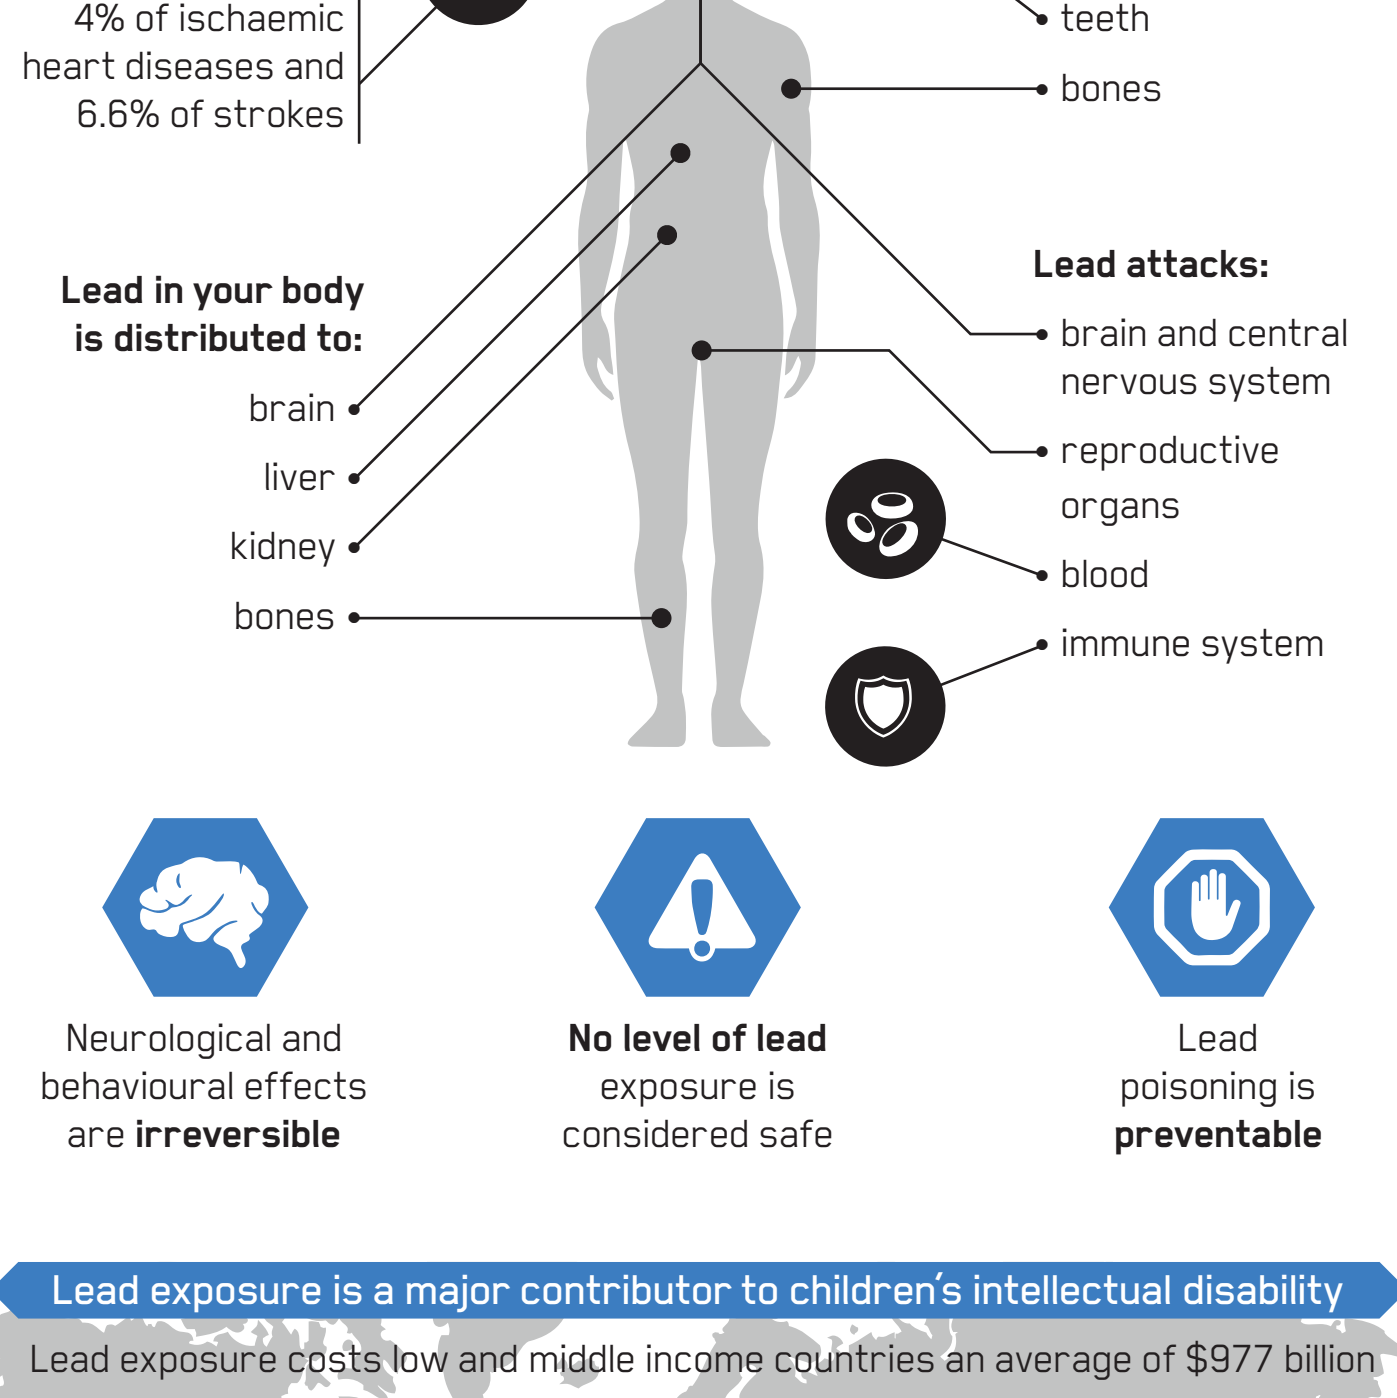 4% of ischaemic
heart diseases and
6.6% of strokes
teeth
bones
Lead in your body
is distributed to:
brain
liver
kidney
bones
Lead attacks:
brain and central
nervous system
reproductive
organs
blood
immune system
Neurological and
behavioural effects
are irreversible
No level of lead
exposure is
considered safe
Lead
poisoning is
preventable
Lead exposure is a major contributor to children's intellectual disability
Lead exposure costs low and middle income countries an average of $977 billion